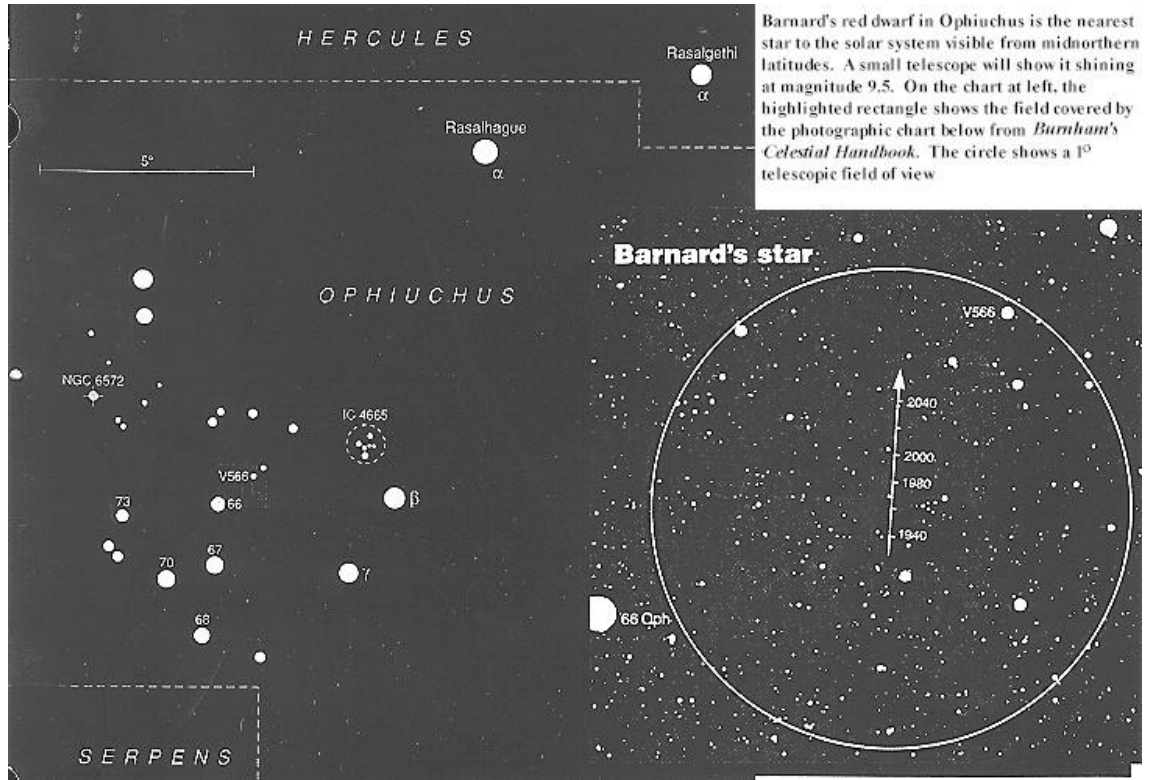 HERCULES
Rasalgethi
α
Rasalhague
α
5°
OPHIUCHUS
NGC 6572
IC 4665
V566
66
β
73
67
70
γ
68
SERPENS
Barnard's red dwarf in Ophiuchus is the nearest
star to the solar system visible from midnorthern
latitudes. A small telescope will show it shining
at magnitude 9.5. On the chart at left, the
highlighted rectangle shows the field covered by
the photographic chart below from Burnham's
Celestial Handbook. The circle shows a 1°
telescopic field of view
Barnard's star
V566
2040
2000
1980
1940
66 Oph